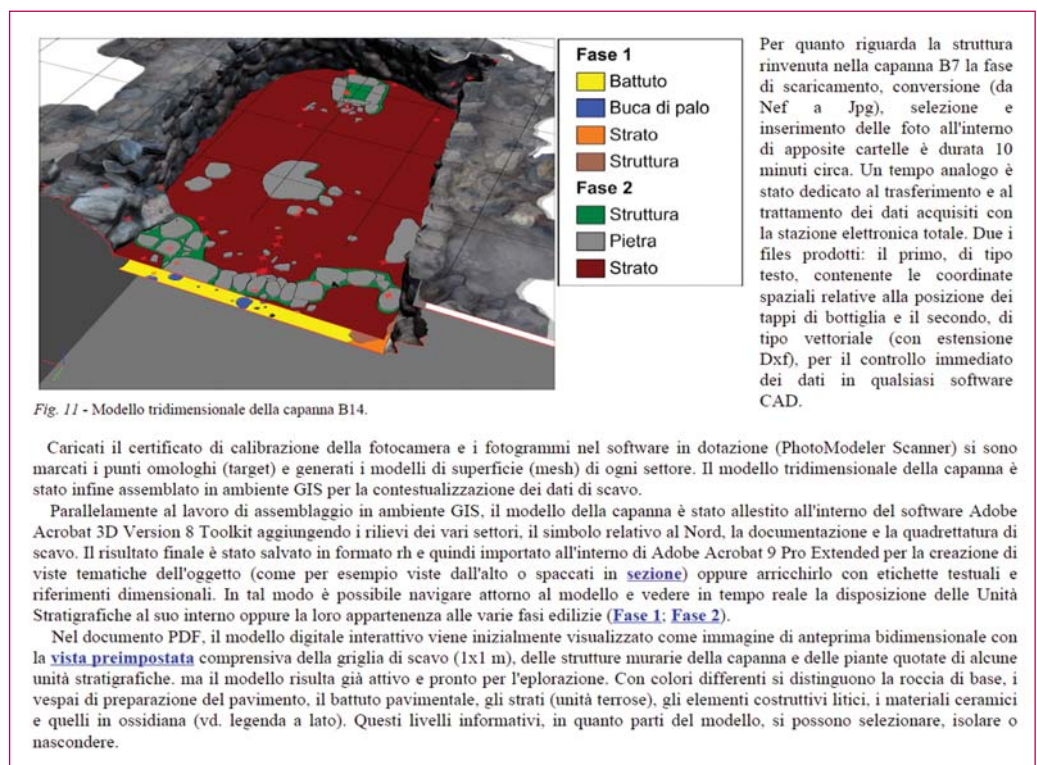 Fase 1
Battuto
Buca di palo
Strato
Struttura
Fase 2
Struttura
Pietra
Strato
Fig. 11 - Modello tridimensionale della capanna B14.
Per quanto riguarda la struttura
rinvenuta nella capanna B7 la fase
di scaricamento, conversione (da
Nef a Jpg), selezione e
inserimento delle foto all'interno
di apposite cartelle è durata 10
minuti circa. Un tempo analogo è
stato dedicato al trasferimento e al
trattamento dei dati acquisiti con
la stazione elettronica totale. Due i
files prodotti: il primo, di tipo
testo, contenente le coordinate
spaziali relative alla posizione dei
tappi di bottiglia e il secondo, di
tipo vettoriale (con estensione
Dxf), per il controllo immediato
dei dati in qualsiasi software
CAD.
Caricati il certificato di calibrazione della fotocamera e i fotogrammi nel software in dotazione (PhotoModeler Scanner) si sono
marcati i punti omologhi (target) e generati i modelli di superficie (mesh) di ogni settore. Il modello tridimensionale della capanna è
stato infine assemblato in ambiente GIS per la contestualizzazione dei dati di scavo.
Parallelamente al lavoro di assemblaggio in ambiente GIS, il modello della capanna è stato allestito all'interno del software Adobe
Acrobat 3D Version 8 Toolkit aggiungendo i rilievi dei vari settori, il simbolo relativo al Nord, la documentazione e la quadrettatura di
scavo. Il risultato finale è stato salvato in formato rh e quindi importato all'interno di Adobe Acrobat 9 Pro Extended per la creazione di
viste tematiche dell'oggetto (come per esempio viste dall'alto o spaccati in sezione) oppure arricchirlo con etichette testuali e
riferimenti dimensionali. In tal modo è possibile navigare attorno al modello e vedere in tempo reale la disposizione delle Unità
Stratigrafiche al suo interno oppure la loro appartenenza alle varie fasi edilizie (Fase 1; Fase 2).
Nel documento PDF, il modello digitale interattivo viene inizialmente visualizzato come immagine di anteprima bidimensionale con
la vista preimpostata comprensiva della griglia di scavo (1x1 m), delle strutture murarie della capanna e delle piante quotate di alcune
unità stratigrafiche. ma il modello risulta già attivo e pronto per l'eplorazione. Con colori differenti si distinguono la roccia di base, i
vespai di preparazione del pavimento, il battuto pavimentale, gli strati (unità terrose), gli elementi costruttivi litici, i materiali ceramici
e quelli in ossidiana (vd. legenda a lato). Questi livelli informativi, in quanto parti del modello, si possono selezionare, isolare o
nascondere.